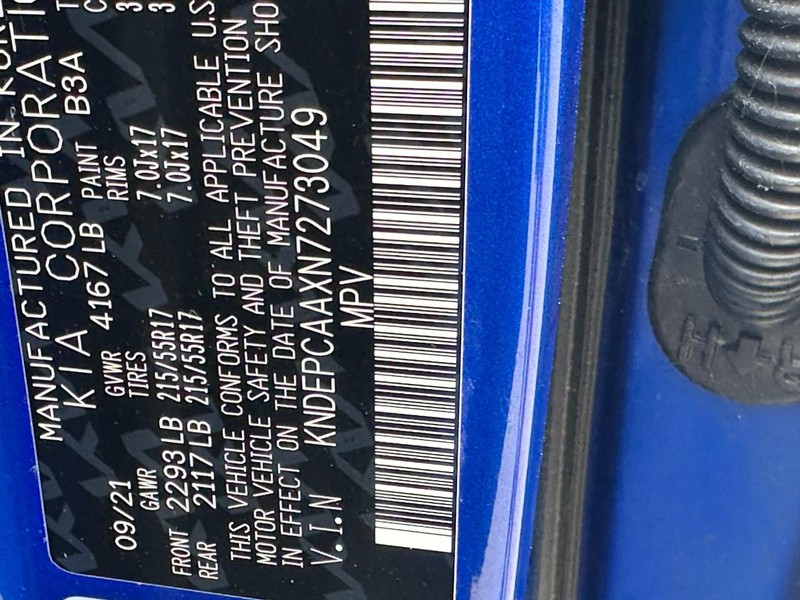 MANUFACTURED IN
KIA CORPORATIO
09/21 GVWR 4167 LB PAINT B3A
GAWR TIRES RIMS
FRONT 2293 LB 215/55R17 7.0Jx17
REAR 2117 LB 215/55R17 7.0Jx17
THIS VEHICLE CONFORMS TO ALL APPLICABLE U.S
MOTOR VEHICLE SAFETY AND THEFT PREVENTION
IN EFFECT ON THE DATE OF MANUFACTURE SHO
V.I.N KNDEPCAAXN7273049
MPV